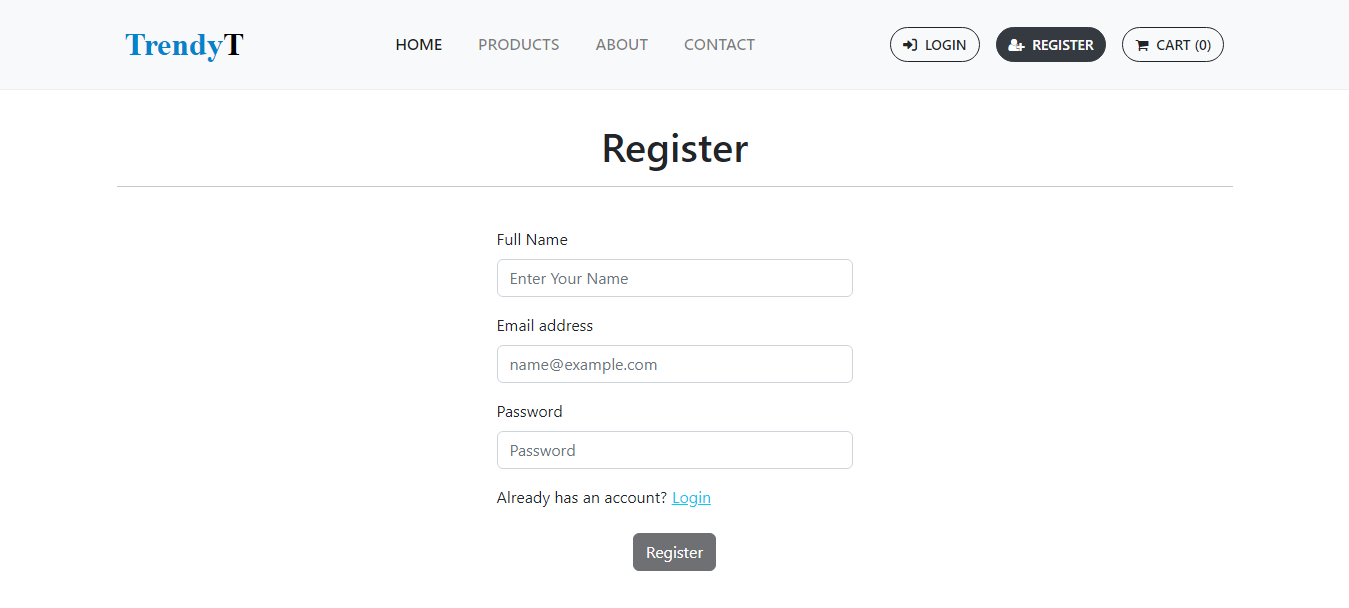 TrendyT HOME PRODUCTS ABOUT CONTACT LOGIN REGISTER CART (0)
Register
Full Name
Enter Your Name
Email address
name@example.com
Password
Password
Already has an account? Login
Register